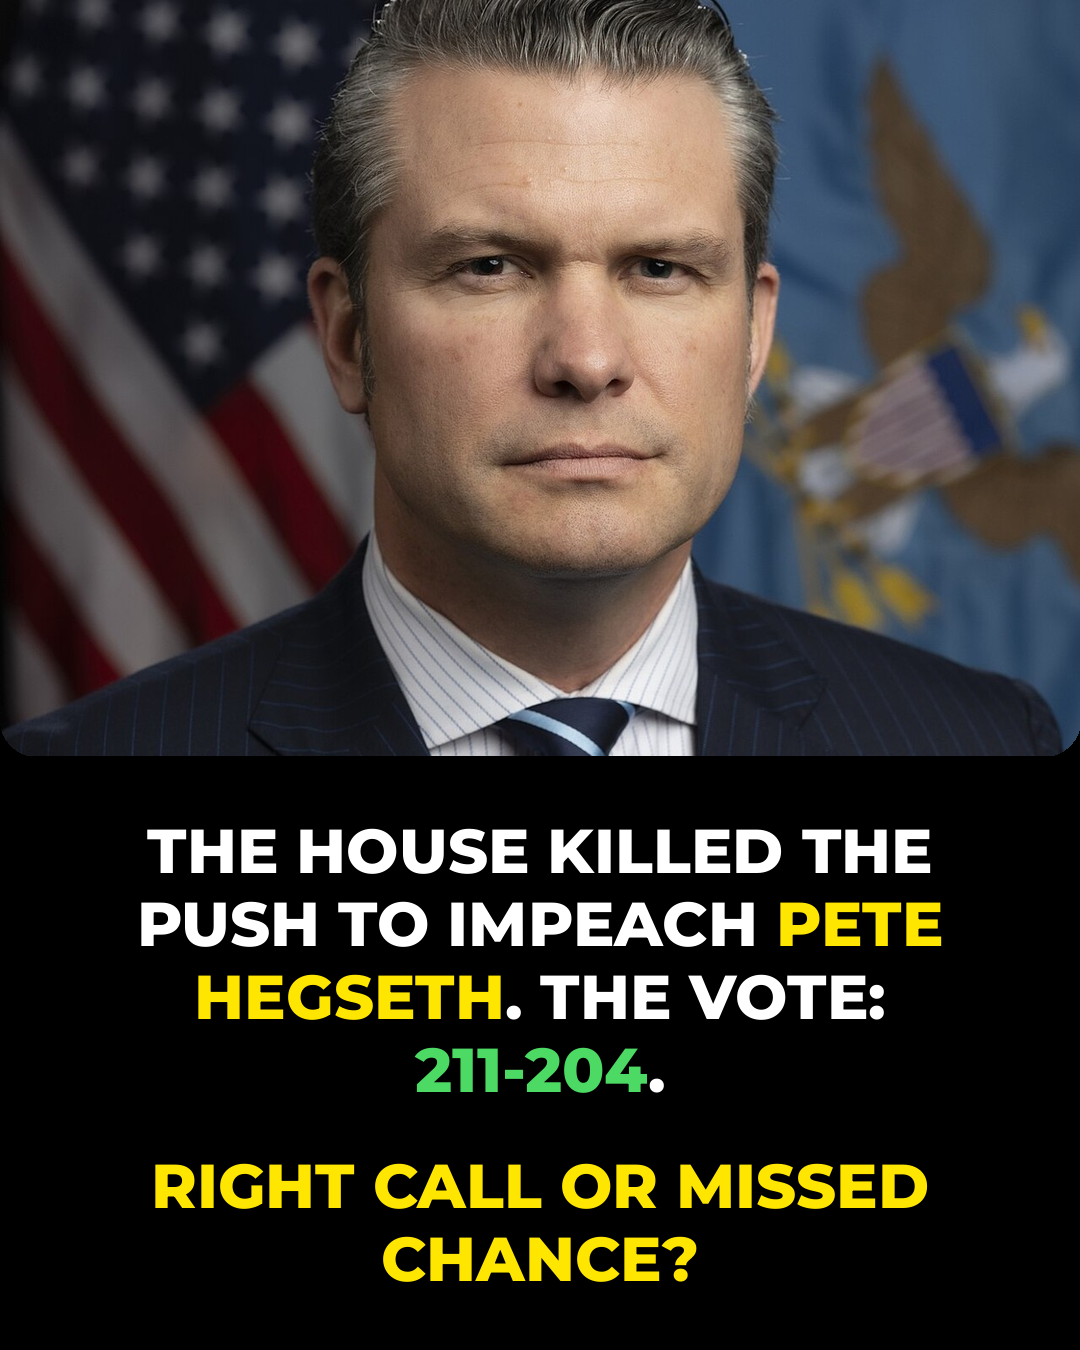 THE HOUSE KILLED THE
PUSH TO IMPEACH PETE
HEGSETH. THE VOTE:
211-204.
RIGHT CALL OR MISSED
CHANCE?